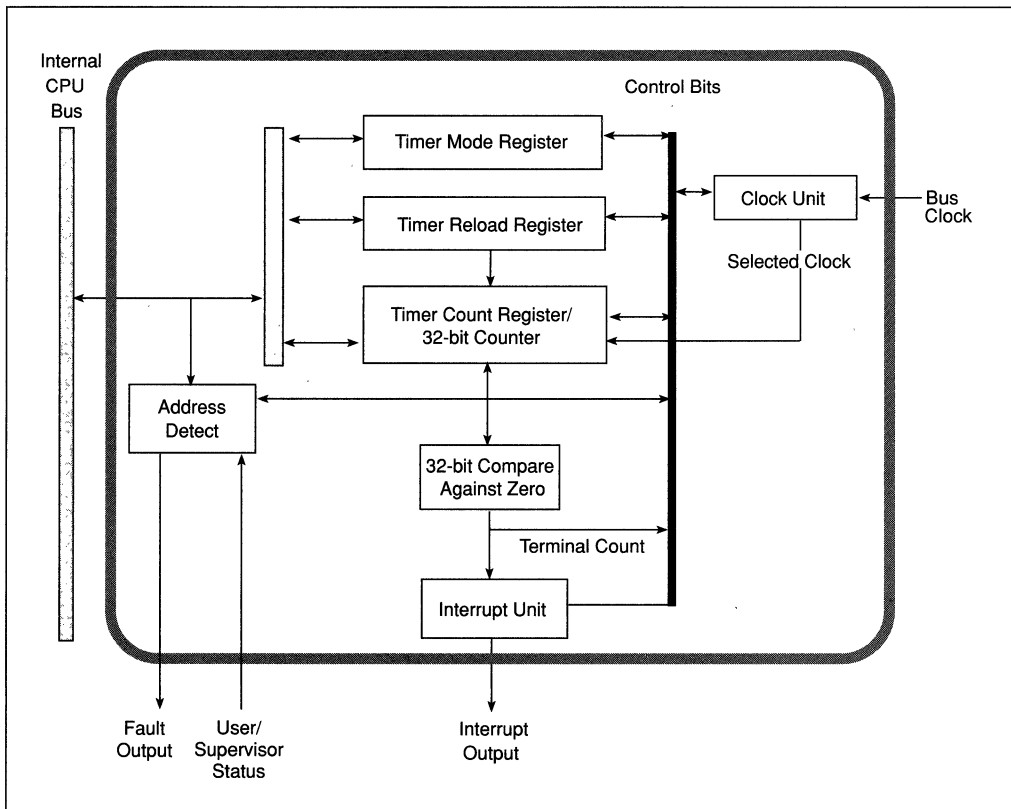 Internal
CPU
Bus
Control Bits
Timer Mode Register
Clock Unit
Bus
Clock
Timer Reload Register
Selected Clock
Timer Count Register/
32-bit Counter
Address
Detect
32-bit Compare
Against Zero
Terminal Count
Interrupt Unit
Fault
Output
User/
Supervisor
Status
Interrupt
Output